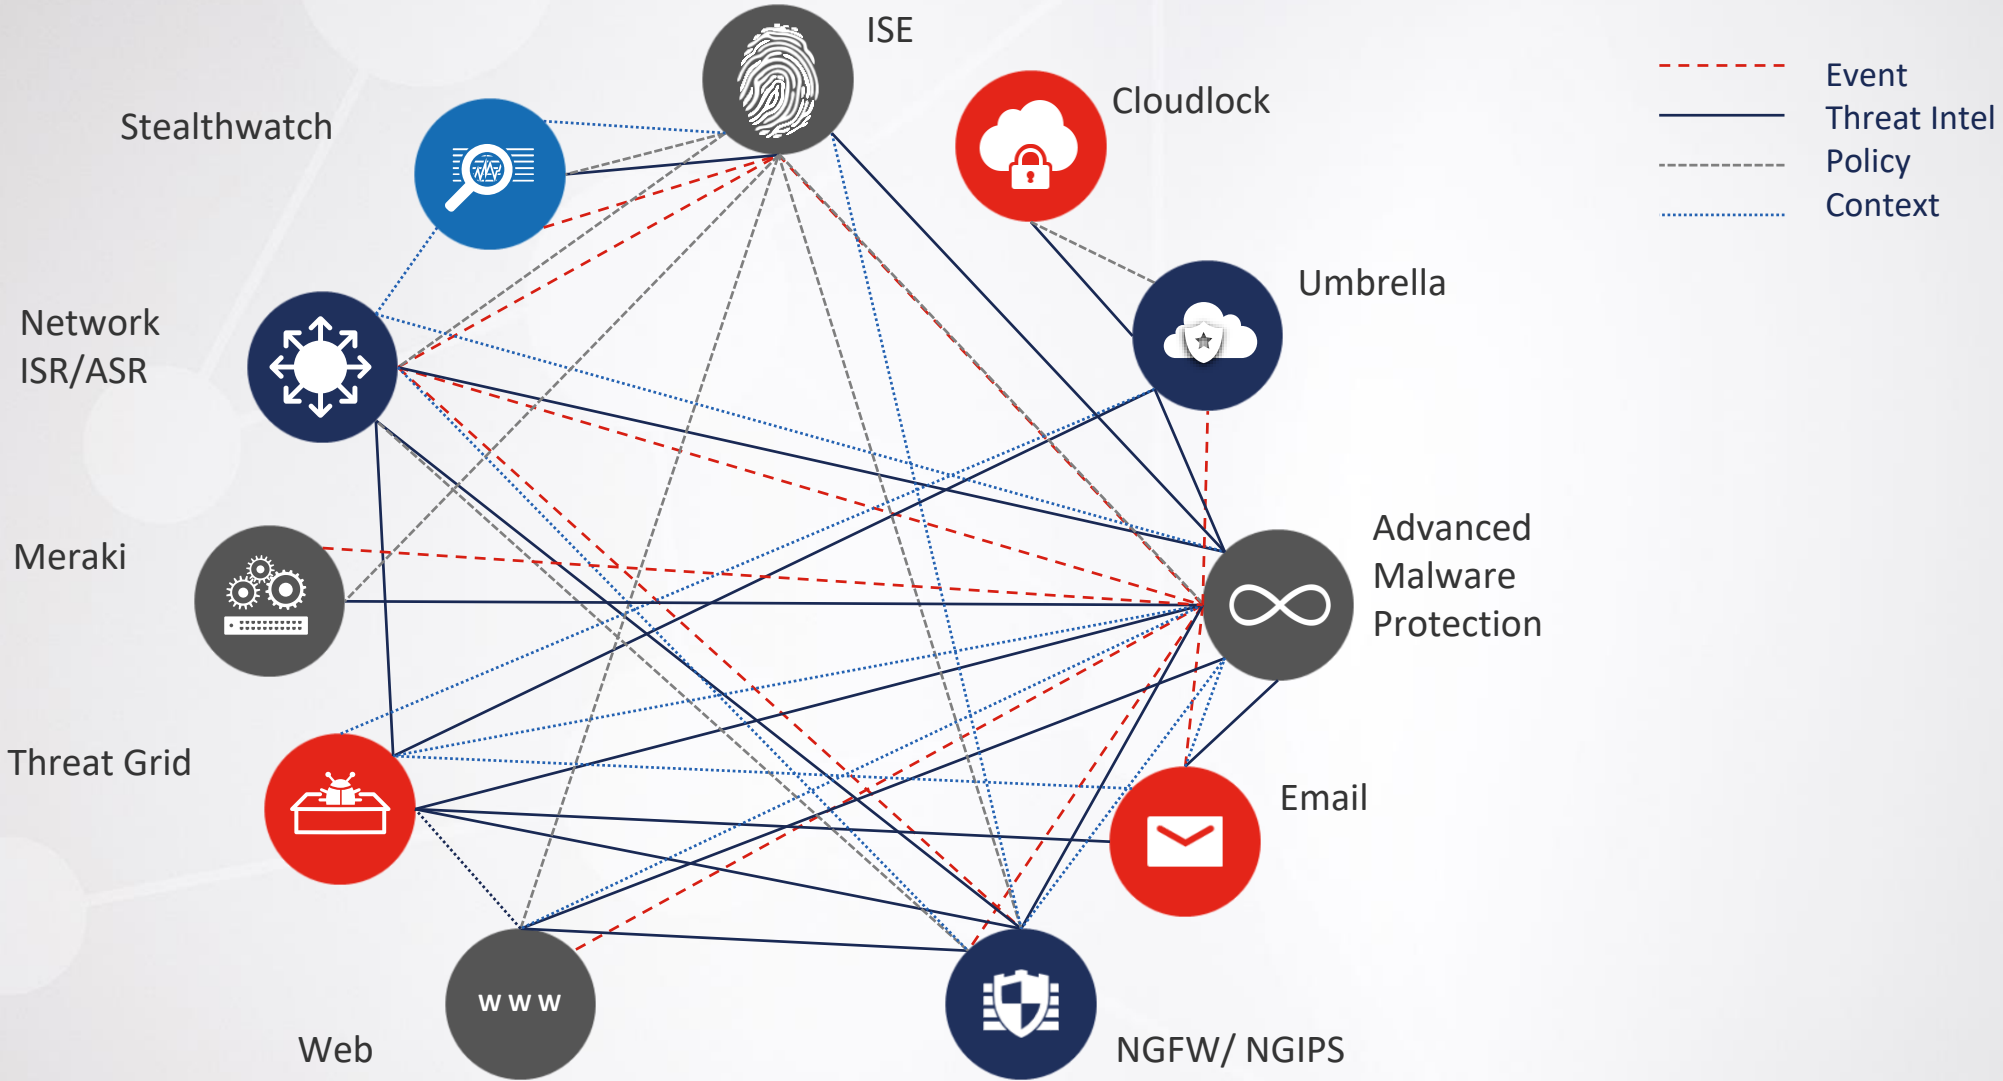 ISE
Cloudlock
Stealthwatch
Event
Threat Intel
Policy
Context
Umbrella
Network
ISR/ASR
Meraki
Advanced
Malware
Protection
Threat Grid
Email
W W W
Web
NGFW/ NGIPS